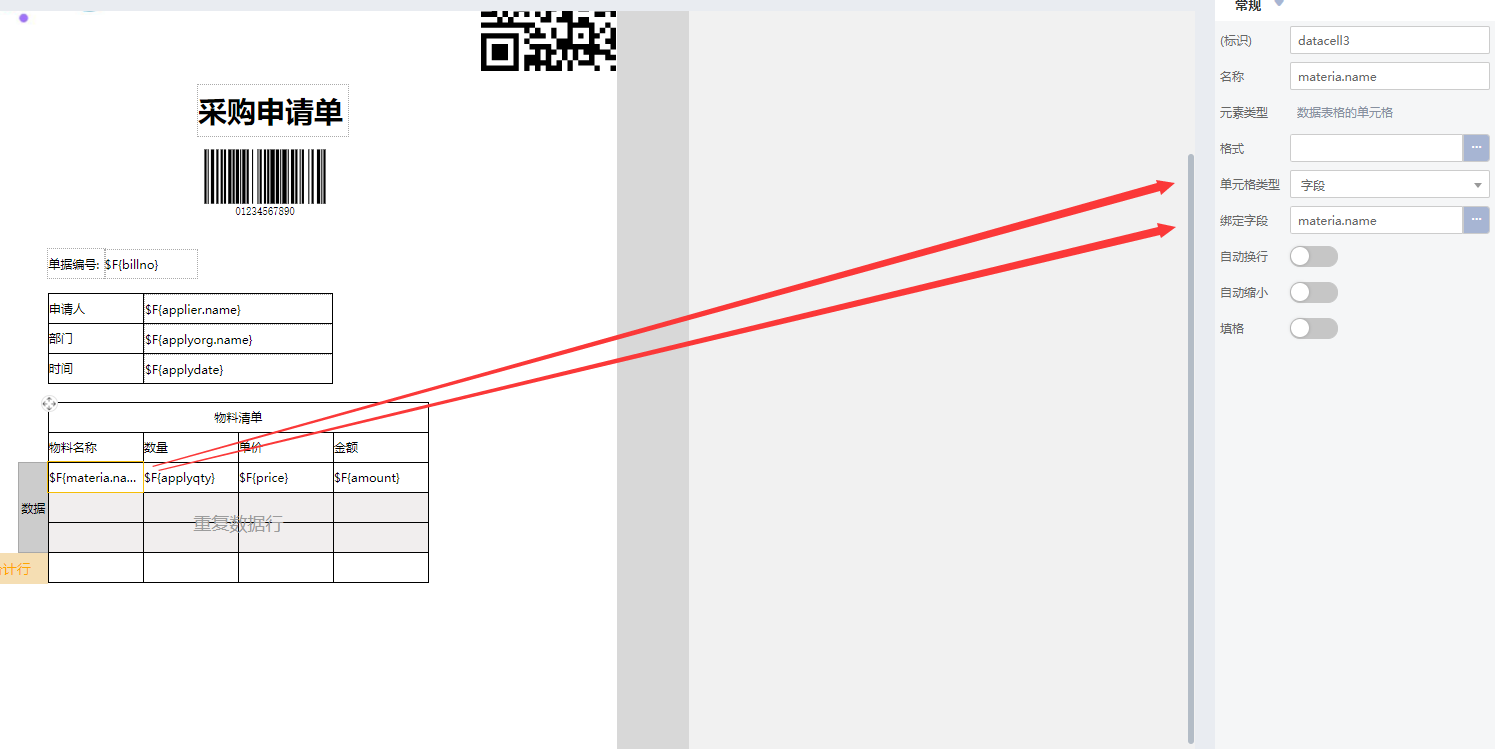 常规
(标识)
datacell3
名称
materia.name
元素类型
数据表格的单元格
格式
...
单元格类型
字段
绑定字段
materia.name
...
自动换行
自动缩小
填格
采购申请单
01234567890
单据编号: $F{billno}
申请人 $F{applier.name}
部门 $F{applyorg.name}
时间 $F{applydate}
物料清单
物料名称 数量 单价 金额
$F{materia.na... $F{applyqty} $F{price} $F{amount}
数据
重复数据行
计行